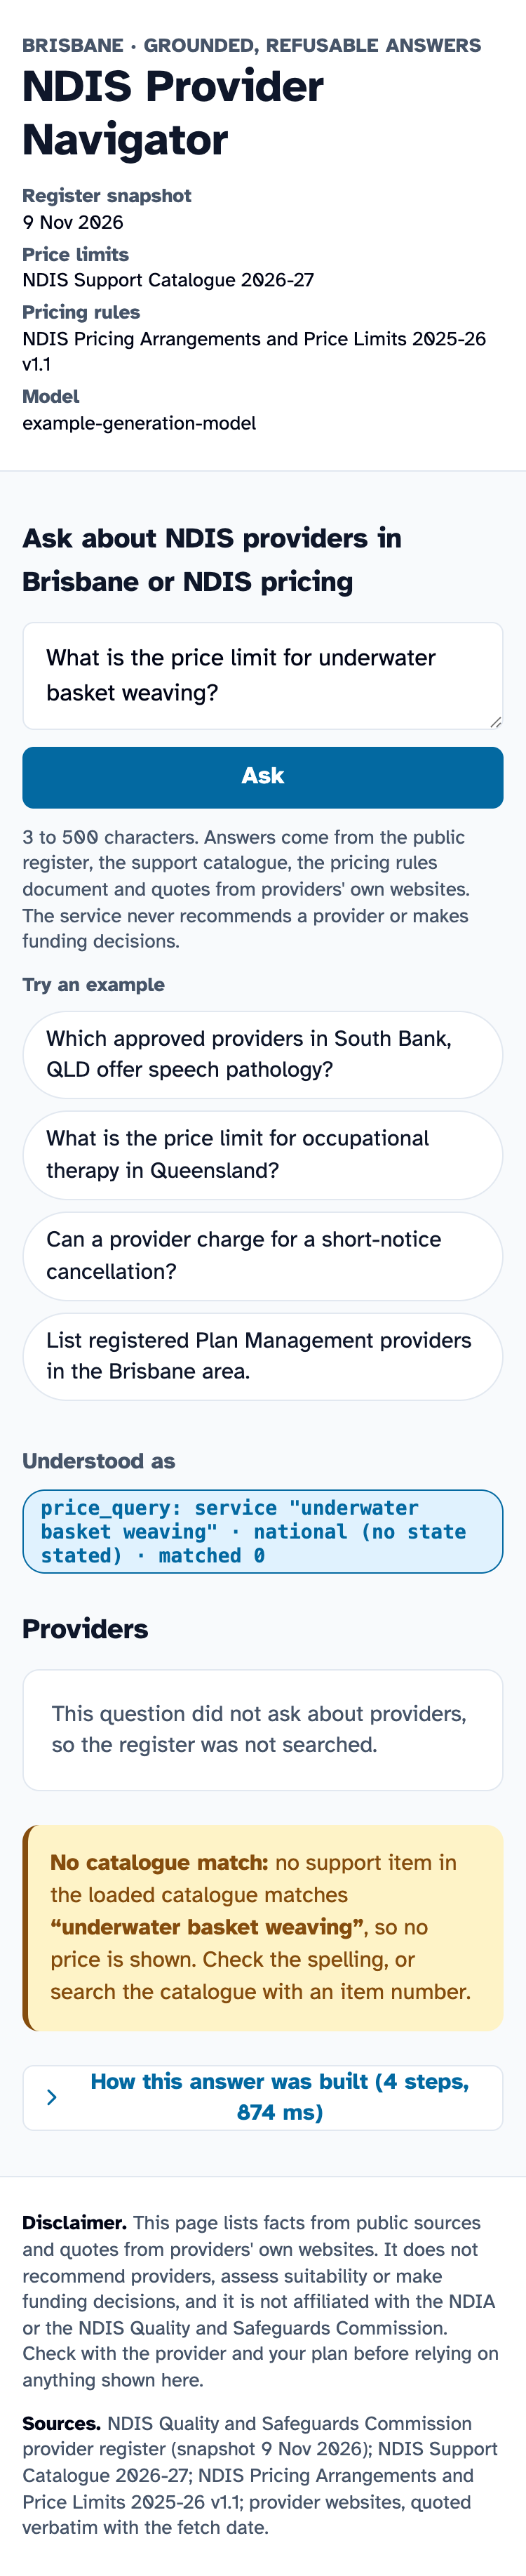 BRISBANE · GROUNDED, REFUSABLE ANSWERS
NDIS Provider
Navigator
Register snapshot
9 Nov 2026
Price limits
NDIS Support Catalogue 2026-27
Pricing rules
NDIS Pricing Arrangements and Price Limits 2025-26
v1.1
Model
example-generation-model
Ask about NDIS providers in
Brisbane or NDIS pricing
What is the price limit for underwater
basket weaving?
Ask
3 to 500 characters. Answers come from the public
register, the support catalogue, the pricing rules
document and quotes from providers' own websites.
The service never recommends a provider or makes
funding decisions.
Try an example
Which approved providers in South Bank,
QLD offer speech pathology?
What is the price limit for occupational
therapy in Queensland?
Can a provider charge for a short-notice
cancellation?
List registered Plan Management providers
in the Brisbane area.
Understood as
price_query: service "underwater
basket weaving" · national (no state
stated) · matched 0
Providers
This question did not ask about providers,
so the register was not searched.
No catalogue match: no support item in
the loaded catalogue matches
“underwater basket weaving”, so no
price is shown. Check the spelling, or
search the catalogue with an item number.
How this answer was built (4 steps,
874 ms)
Disclaimer. This page lists facts from public sources
and quotes from providers' own websites. It does not
recommend providers, assess suitability or make
funding decisions, and it is not affiliated with the NDIA
or the NDIS Quality and Safeguards Commission.
Check with the provider and your plan before relying on
anything shown here.
Sources. NDIS Quality and Safeguards Commission
provider register (snapshot 9 Nov 2026); NDIS Support
Catalogue 2026-27; NDIS Pricing Arrangements and
Price Limits 2025-26 v1.1; provider websites, quoted
verbatim with the fetch date.